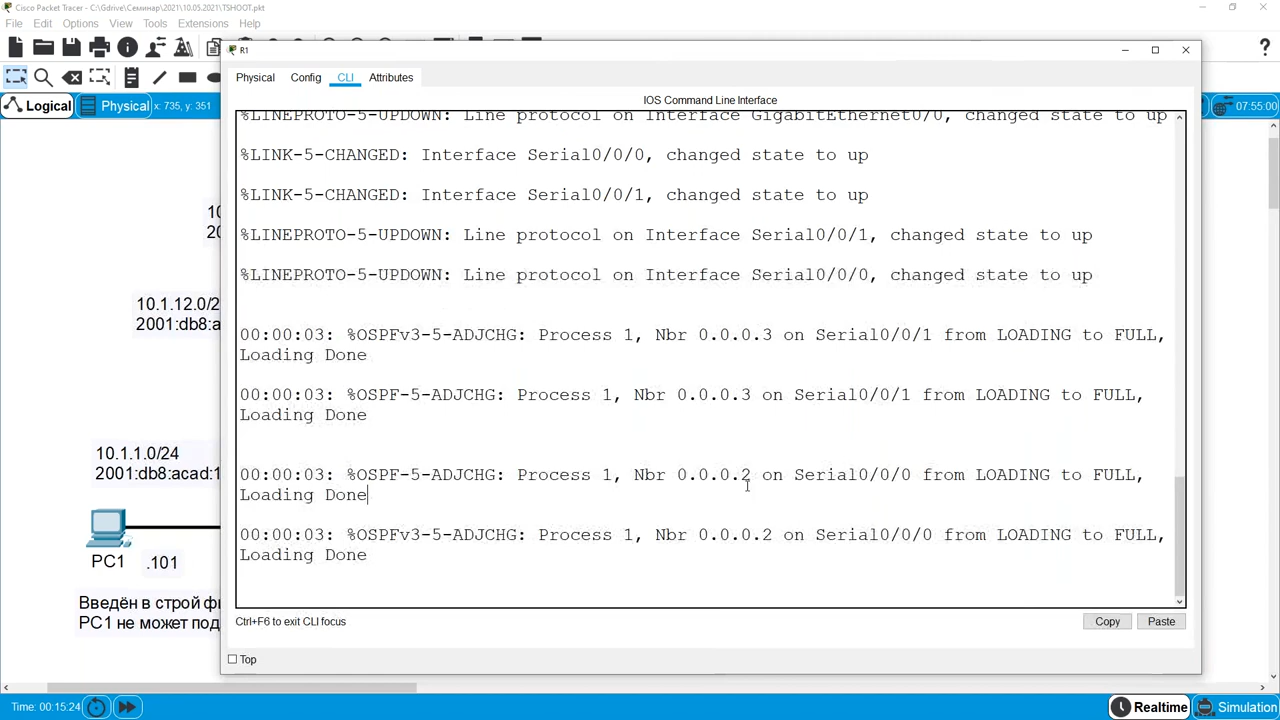 Cisco Packet Tracer - C:\Gdrive\Семинар\2021\10.05.2021\TSHOOT.pkt
File Edit Options View Tools Extensions Help
R1
Physical Config CLI Attributes
Logical Physical x: 735, y: 351 07:55:00
IOS Command Line Interface
%LINEPROTO-5-UPDOWN: Line protocol on Interface GigabitEthernet0/0, changed state to up
%LINK-5-CHANGED: Interface Serial0/0/0, changed state to up
%LINK-5-CHANGED: Interface Serial0/0/1, changed state to up
%LINEPROTO-5-UPDOWN: Line protocol on Interface Serial0/0/1, changed state to up
%LINEPROTO-5-UPDOWN: Line protocol on Interface Serial0/0/0, changed state to up
00:00:03: %OSPFv3-5-ADJCHG: Process 1, Nbr 0.0.0.3 on Serial0/0/1 from LOADING to FULL,
Loading Done
00:00:03: %OSPF-5-ADJCHG: Process 1, Nbr 0.0.0.3 on Serial0/0/1 from LOADING to FULL,
Loading Done
00:00:03: %OSPF-5-ADJCHG: Process 1, Nbr 0.0.0.2 on Serial0/0/0 from LOADING to FULL,
Loading Done
00:00:03: %OSPFv3-5-ADJCHG: Process 1, Nbr 0.0.0.2 on Serial0/0/0 from LOADING to FULL,
Loading Done
Ctrl+F6 to exit CLI focus
Copy Paste
Top
10.1.12.0/2
2001:db8:a
10.1.1.0/24
2001:db8:acad:1
PC1 .101
Введён в строй
PC1 не может под
Time: 00:15:24 Realtime Simulation